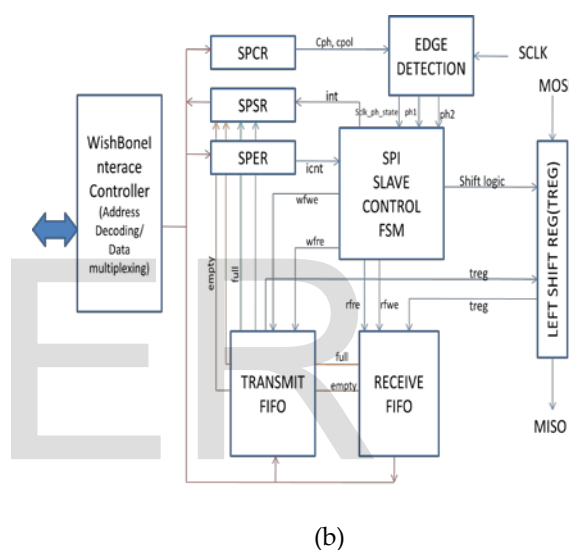 SPCR
Cph, cpol
EDGE
DETECTION
SCLK
MOS
SPSR
int
Sclk_ph_state
ph1
ph2
WishBoneI
nterace
Controller
(Address
Decoding/
Data
multiplexing)
SPER
icnt
SPI
SLAVE
CONTROL
FSM
Shift logic
LEFT SHIFT REG(TREG)
wfwe
wfre
empty
full
rfre
rfwe
treg
treg
TRANSMIT
FIFO
full
empty
RECEIVE
FIFO
MISO
ER
(b)